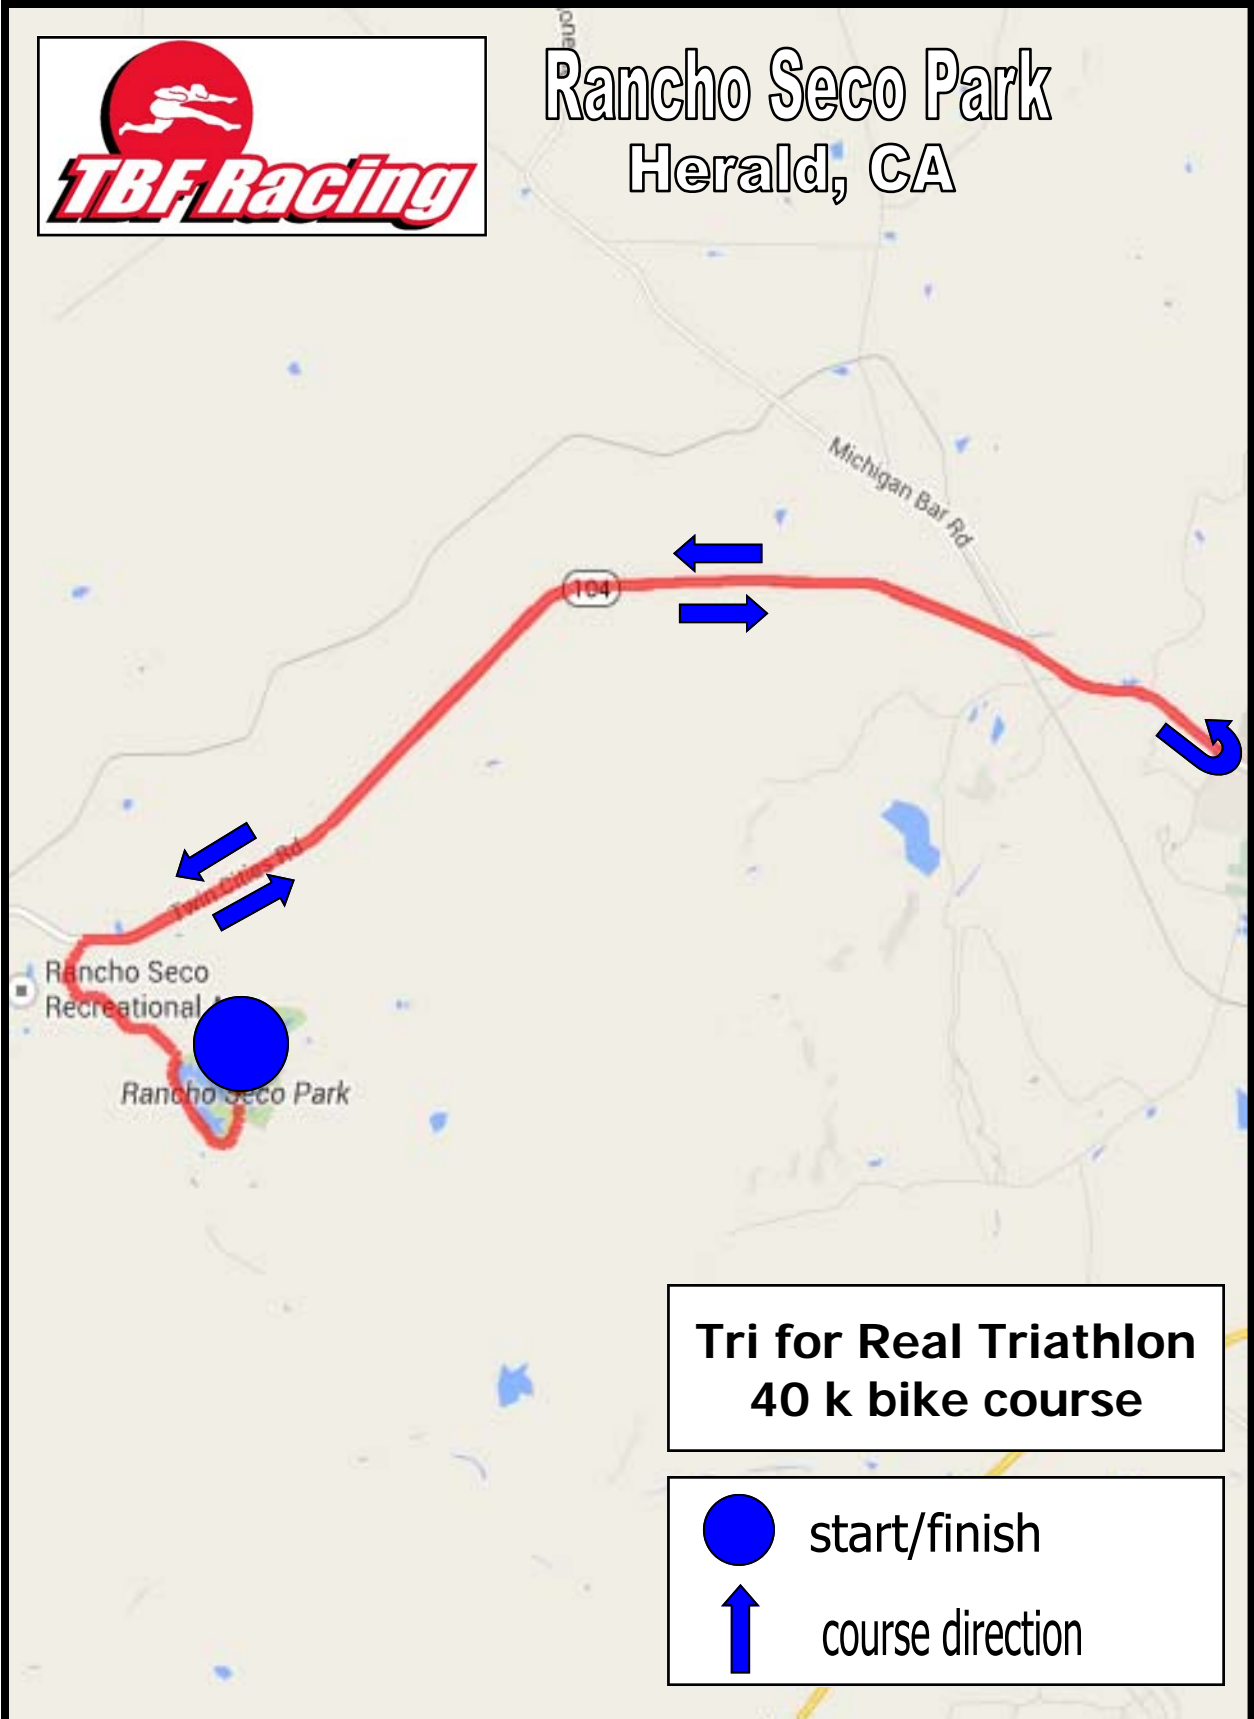 TBF Racing
Rancho Seco Park
Herald, CA
Michigan Bar Rd
104
Twin Cities Rd
Rancho Seco
Recreational
Rancho Seco Park
Tri for Real Triathlon
40 k bike course
start/finish
course direction